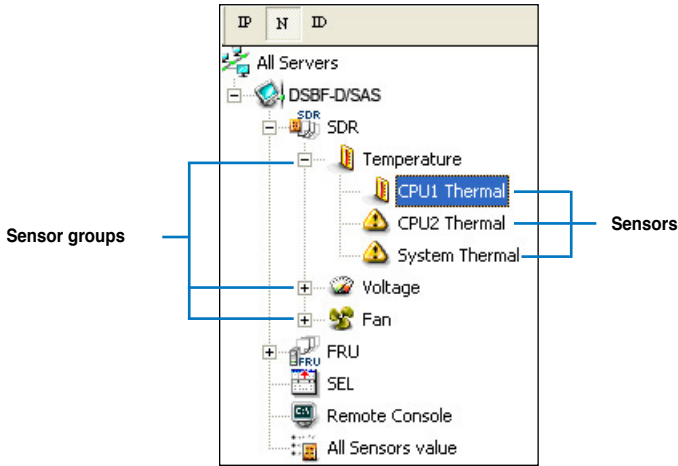 IP N ID
All Servers
DSBF-D/SAS
SDR
SDR
Temperature
CPU1 Thermal
Sensor groups
CPU2 Thermal
Sensors
System Thermal
Voltage
Fan
FRU
FRU
SEL
C:\
Remote Console
All Sensors value